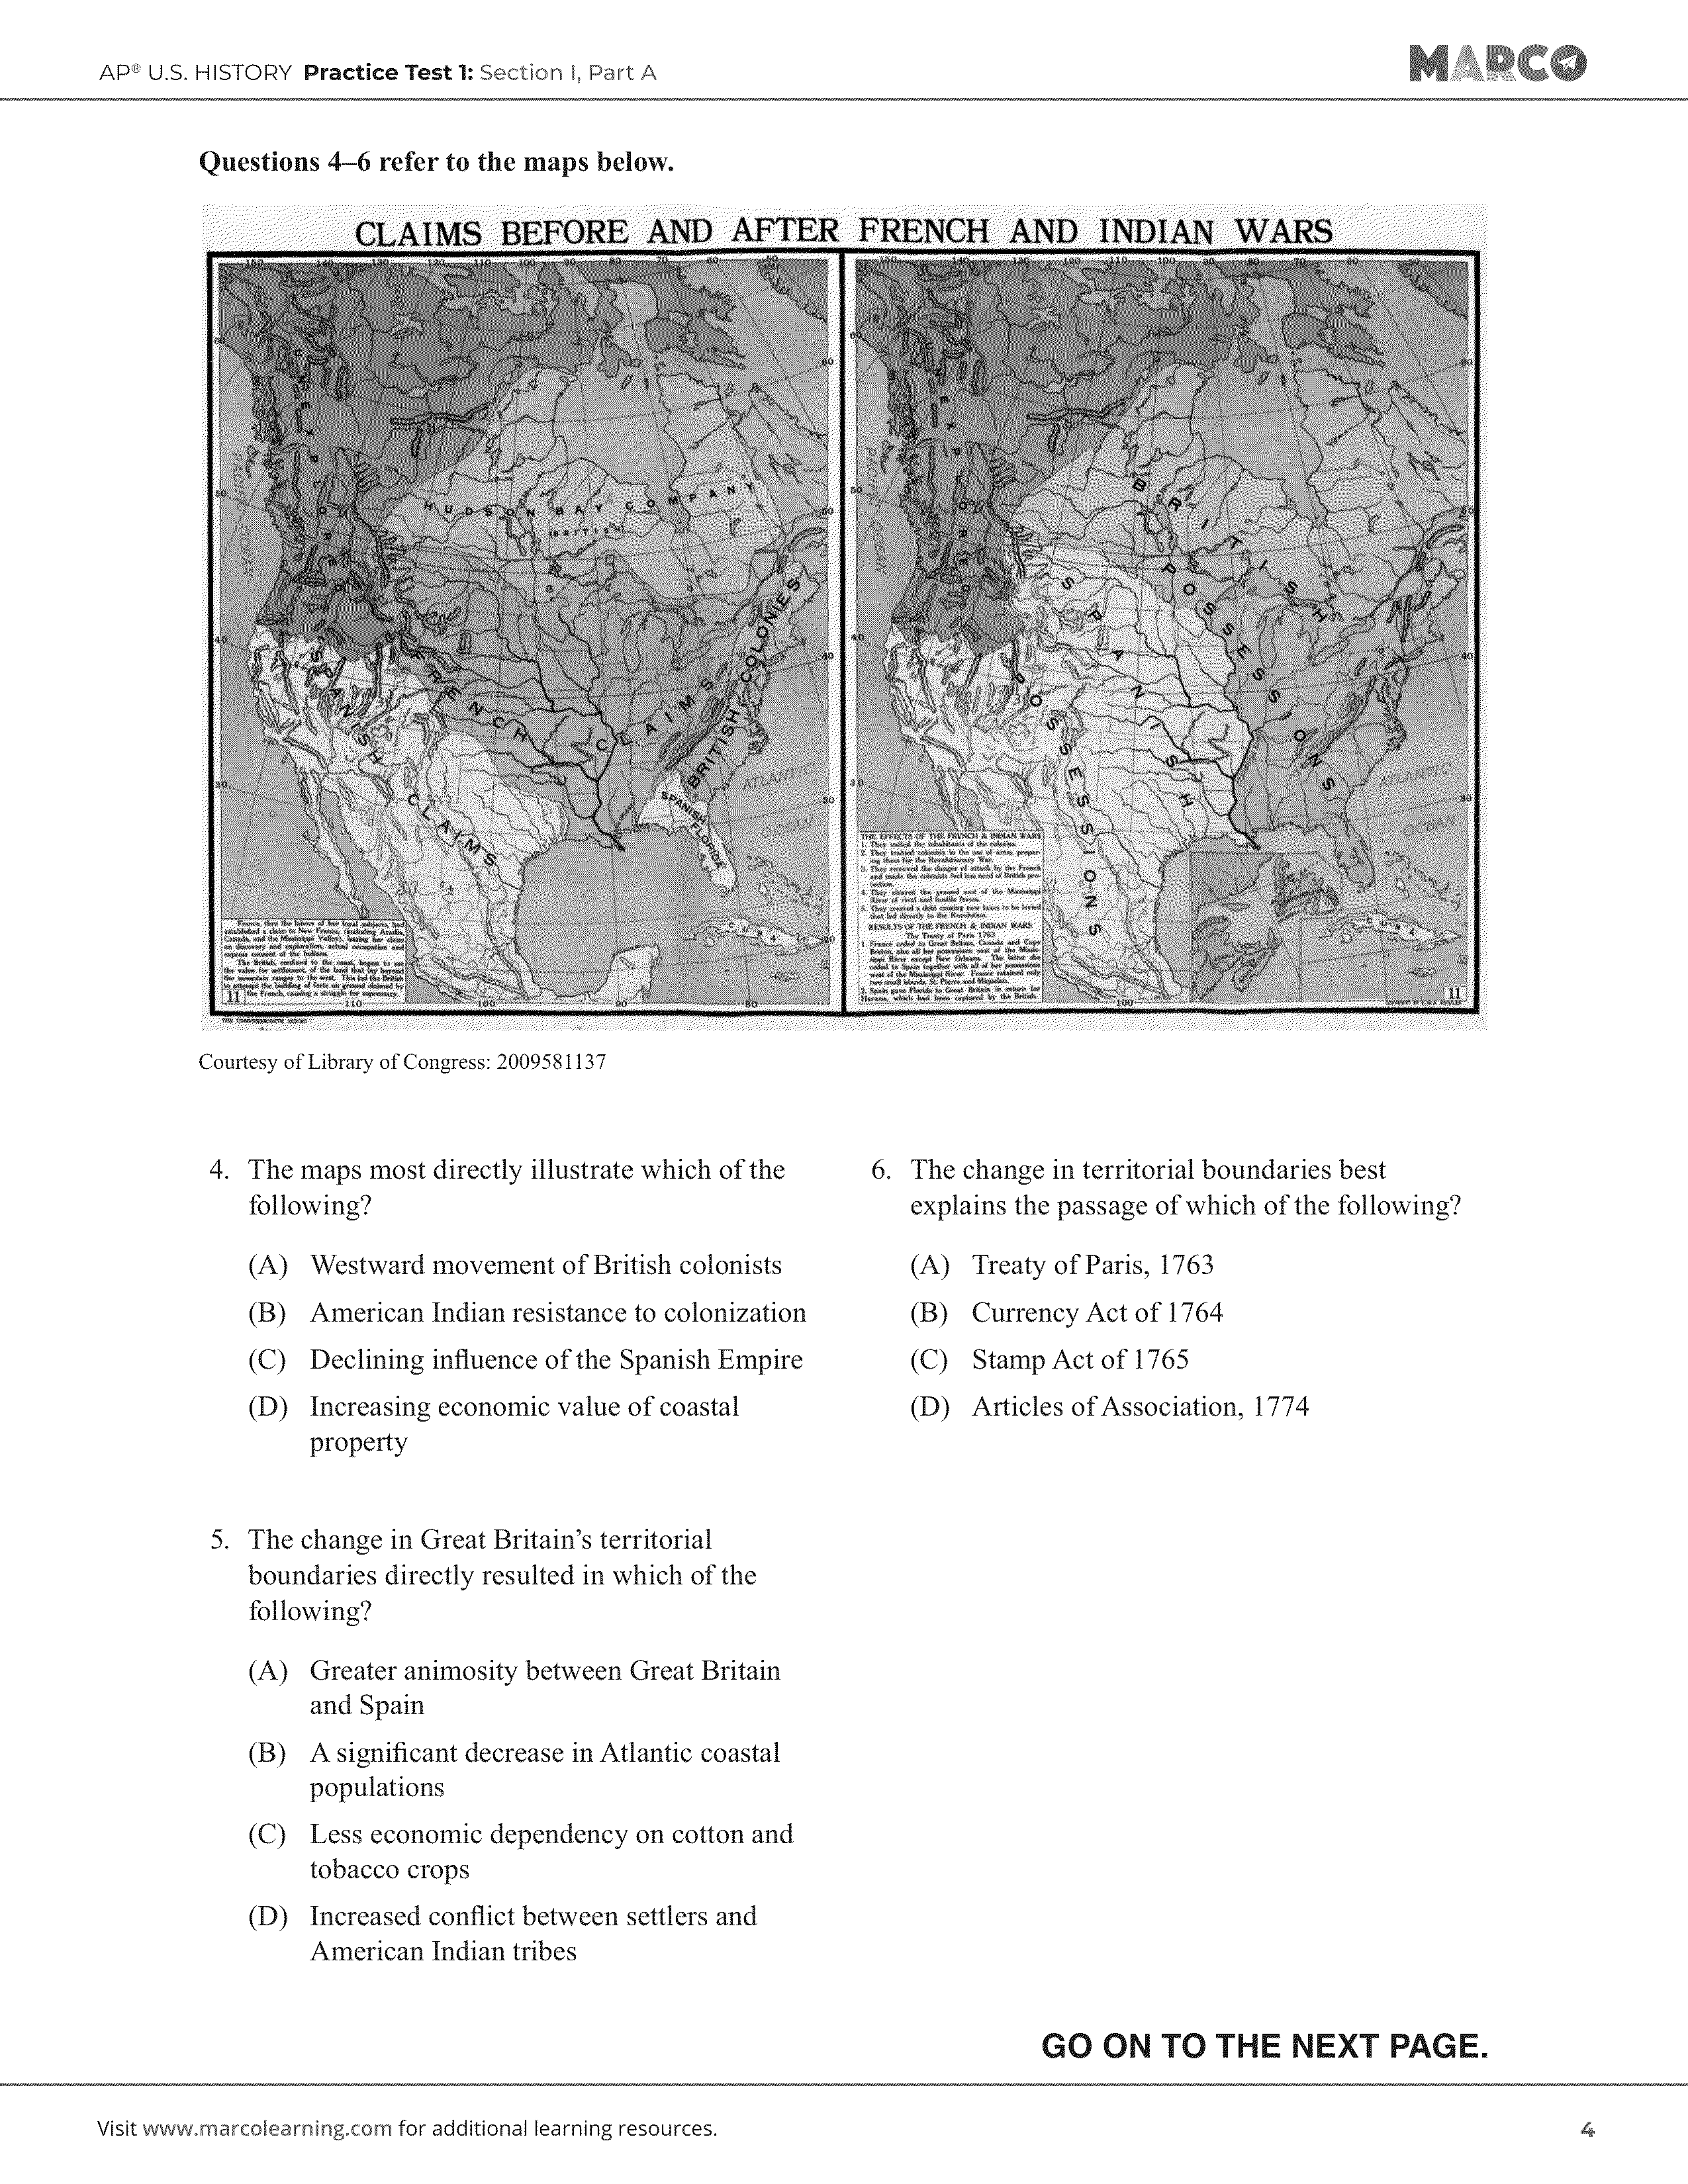 AP® U.S. HISTORY Practice Test 1: Section I, Part A
MARCO
Questions 4–6 refer to the maps below.
CLAIMS BEFORE AND AFTER FRENCH AND INDIAN WARS
UNEXPLORED
PACIFIC OCEAN
HUDSON BAY COMPANY
(BRITISH)
FRENCH CLAIMS
BRITISH COLONIES
SPANISH CLAIMS
SPANISH FLORIDA
ATLANTIC
OCEAN
CUBA
France, thru the labors of her loyal subjects, had
established a claim to New France, (including Acadia,
Canada, and the Mississippi Valley), basing her claim
on discovery and exploration, actual occupation and
express consent of the Indians.
The British, confined to the coast, began to see
the value for settlement, of the land that lay beyond
the mountain ranges to the west. This led the British
to attempt the building of forts on ground claimed by
the French, causing a struggle for supremacy.
11
UNEXPLORED
PACIFIC OCEAN
BRITISH POSSESSIONS
SPANISH POSSESSIONS
ATLANTIC
OCEAN
CUBA
THE EFFECTS OF THE FRENCH & INDIAN WARS
1. They united the inhabitants of the colonies.
2. They trained colonists in the use of arms, prepar-
ing them for the Revolutionary War.
3. They removed the danger of attack by the French
and made the colonists feel less need of British pro-
tection.
4. They cleared the ground east of the Mississippi
River of rival and hostile forces.
5. They created a debt causing new taxes to be levied
that led directly to the Revolution.
RESULTS OF THE FRENCH & INDIAN WARS
The Treaty of Paris 1763
1. France ceded to Great Britian, Canada and Cape
Breton, also all her possessions east of the Missis-
sippi River except New Orleans. The latter she
ceded to Spain together with all of her possessions
west of the Mississippi River. France retained only
two small islands, St. Pierre and Miquelon.
2. Spain gave Florida to Great Britain in return for
Havana, which had been captured by the British.
11
Courtesy of Library of Congress: 2009581137
4. The maps most directly illustrate which of the
following?
(A) Westward movement of British colonists
(B) American Indian resistance to colonization
(C) Declining influence of the Spanish Empire
(D) Increasing economic value of coastal
property
5. The change in Great Britain’s territorial
boundaries directly resulted in which of the
following?
(A) Greater animosity between Great Britain
and Spain
(B) A significant decrease in Atlantic coastal
populations
(C) Less economic dependency on cotton and
tobacco crops
(D) Increased conflict between settlers and
American Indian tribes
6. The change in territorial boundaries best
explains the passage of which of the following?
(A) Treaty of Paris, 1763
(B) Currency Act of 1764
(C) Stamp Act of 1765
(D) Articles of Association, 1774
GO ON TO THE NEXT PAGE.
Visit www.marcolearning.com for additional learning resources.
4